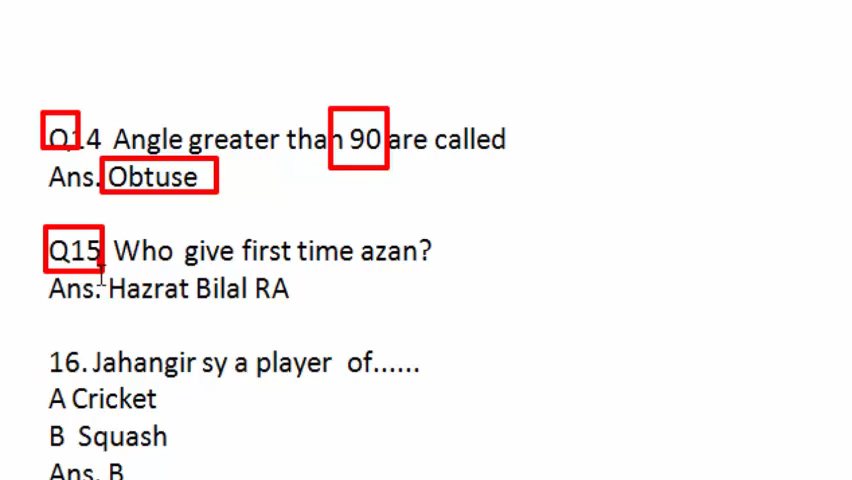 Q14 Angle greater than 90 are called
Ans. Obtuse
Q15 Who give first time azan?
Ans. Hazrat Bilal RA
16. Jahangir sy a player of......
A Cricket
B Squash
Ans. B